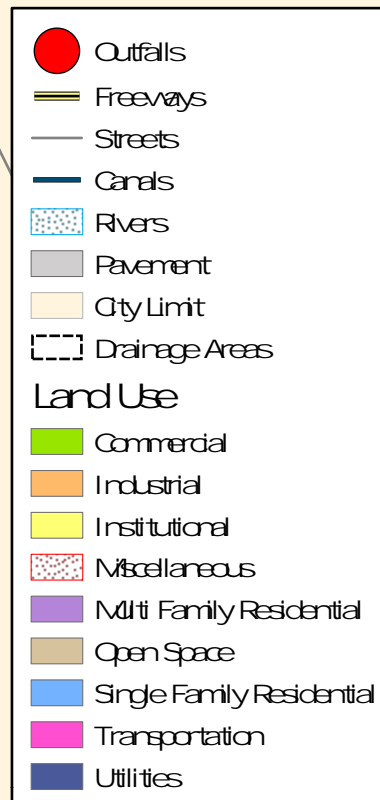 Outfalls
Freeways
Streets
Canals
Rivers
Pavement
City Limit
Drainage Areas
Land Use
Commercial
Industrial
Institutional
Miscellaneous
Multi Family Residential
Open Space
Single Family Residential
Transportation
Utilities